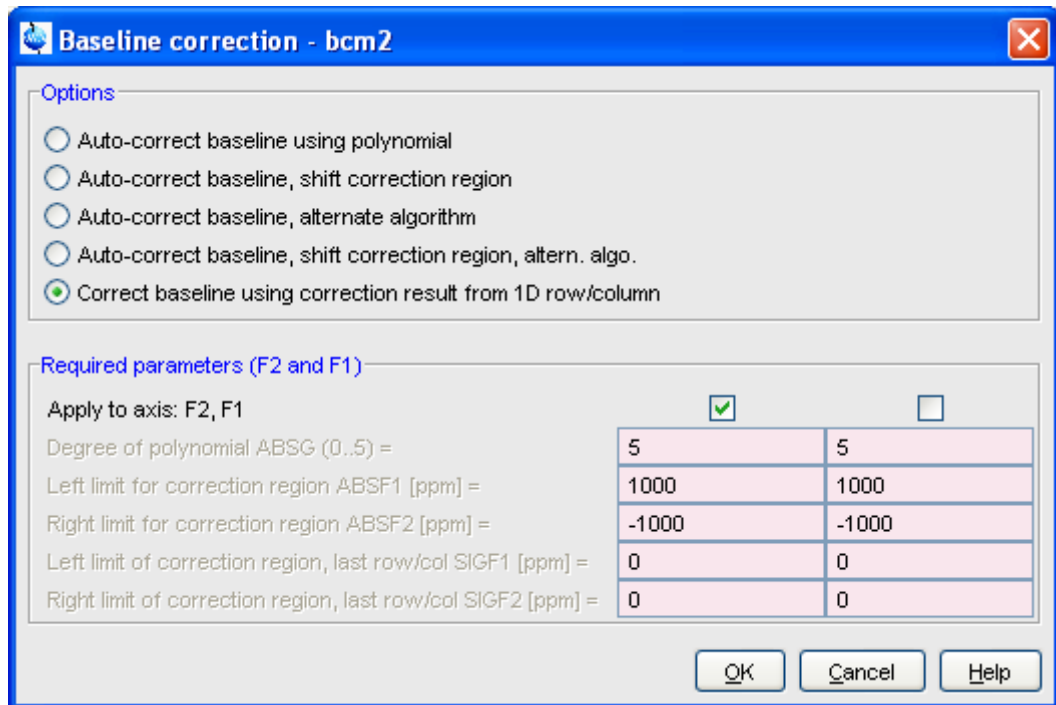 Baseline correction - bcm2
Options
Auto-correct baseline using polynomial
Auto-correct baseline, shift correction region
Auto-correct baseline, alternate algorithm
Auto-correct baseline, shift correction region, altern. algo.
Correct baseline using correction result from 1D row/column
Required parameters (F2 and F1)
Apply to axis: F2, F1
Degree of polynomial ABSG (0..5) = 5 5
Left limit for correction region ABSF1 [ppm] = 1000 1000
Right limit for correction region ABSF2 [ppm] = -1000 -1000
Left limit of correction region, last row/col SIGF1 [ppm] = 0 0
Right limit of correction region, last row/col SIGF2 [ppm] = 0 0
OK Cancel Help